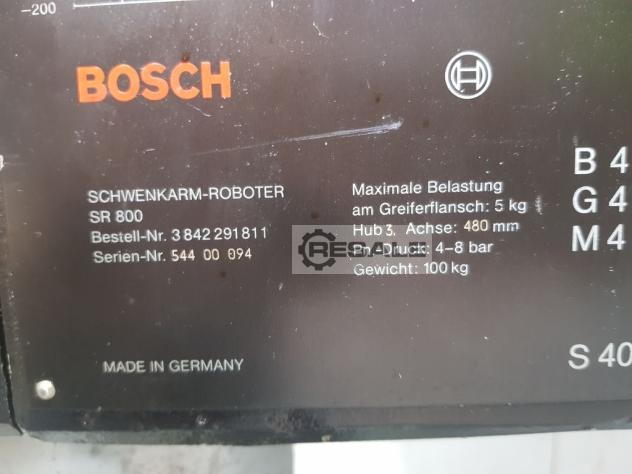 -200
BOSCH
SCHWENKARM-ROBOTER
SR 800
Bestell-Nr. 3 842 291 811
Serien-Nr. 544 00 094
MADE IN GERMANY
Maximale Belastung
am Greiferflansch: 5 kg
Hub 3. Achse: 480 mm
Pn-Druck: 4–8 bar
Gewicht: 100 kg
RESALE
B 4
G 4
M 4
S 40